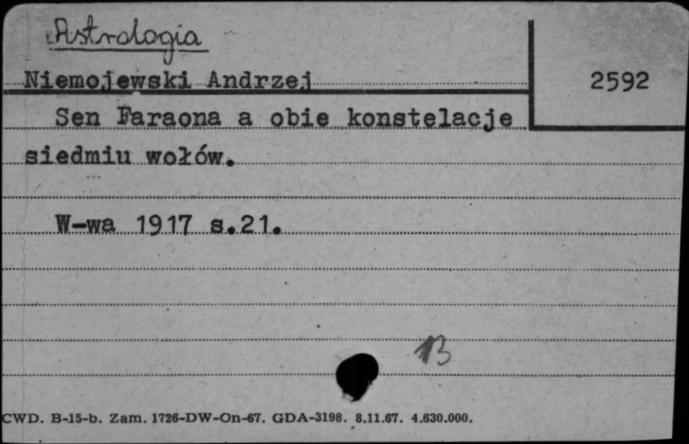 Astrologia
Niemojewski Andrzej
2592
Sen Faraona a obie konstelacje
siedmiu wołów.
W-wa 1917 s.21.
13
CWD. B-15-b. Zam. 1726-DW-On-67. GDA-3198. 8.11.67. 4.630.000.